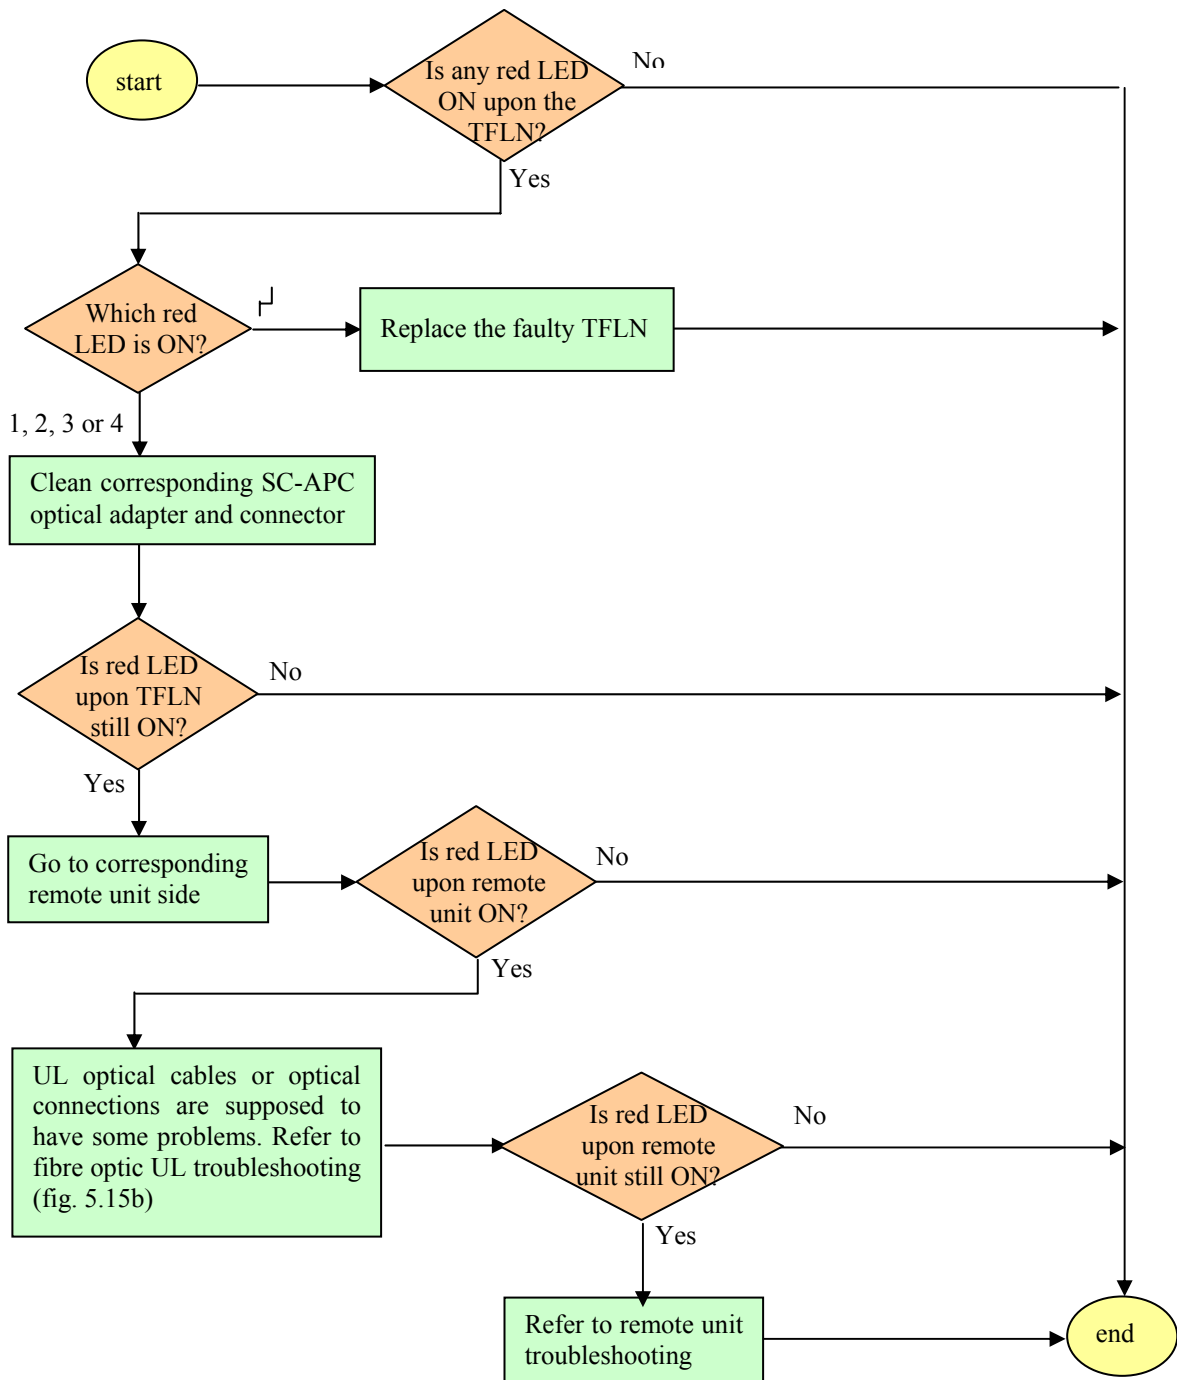 start
Is any red LED
ON upon the
TFLN?
No
Yes
Which red
LED is ON?
Replace the faulty TFLN
1, 2, 3 or 4
Clean corresponding SC-APC
optical adapter and connector
Is red LED
upon TFLN
still ON?
No
Yes
Go to corresponding
remote unit side
Is red LED
upon remote
unit ON?
No
Yes
UL optical cables or optical
connections are supposed to
have some problems. Refer to
fibre optic UL troubleshooting
(fig. 5.15b)
Is red LED
upon remote
unit still ON?
No
Yes
Refer to remote unit
troubleshooting
end